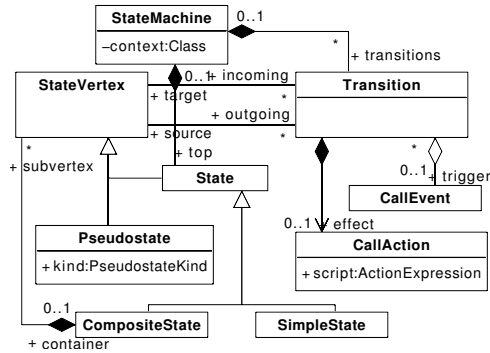 StateMachine
–context:Class
0..1
*
+ transitions
StateVertex
0..1
+ incoming
Transition
+ target
*
+ outgoing
*
+ source
*
+ subvertex
+ top
State
*
0..1
+ trigger
CallEvent
Pseudostate
+ kind:PseudostateKind
0..1
+ effect
CallAction
+ script:ActionExpression
0..1
CompositeState
SimpleState
+ container